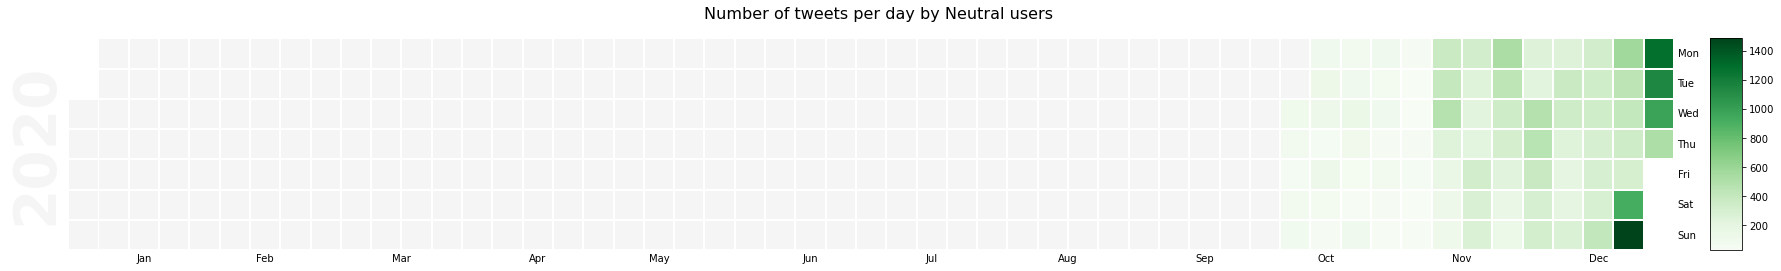 Number of tweets per day by Neutral users
2020
Mon
Tue
Wed
Thu
Fri
Sat
Sun
Jan Feb Mar Apr May Jun Jul Aug Sep Oct Nov Dec
1400
1200
1000
800
600
400
200